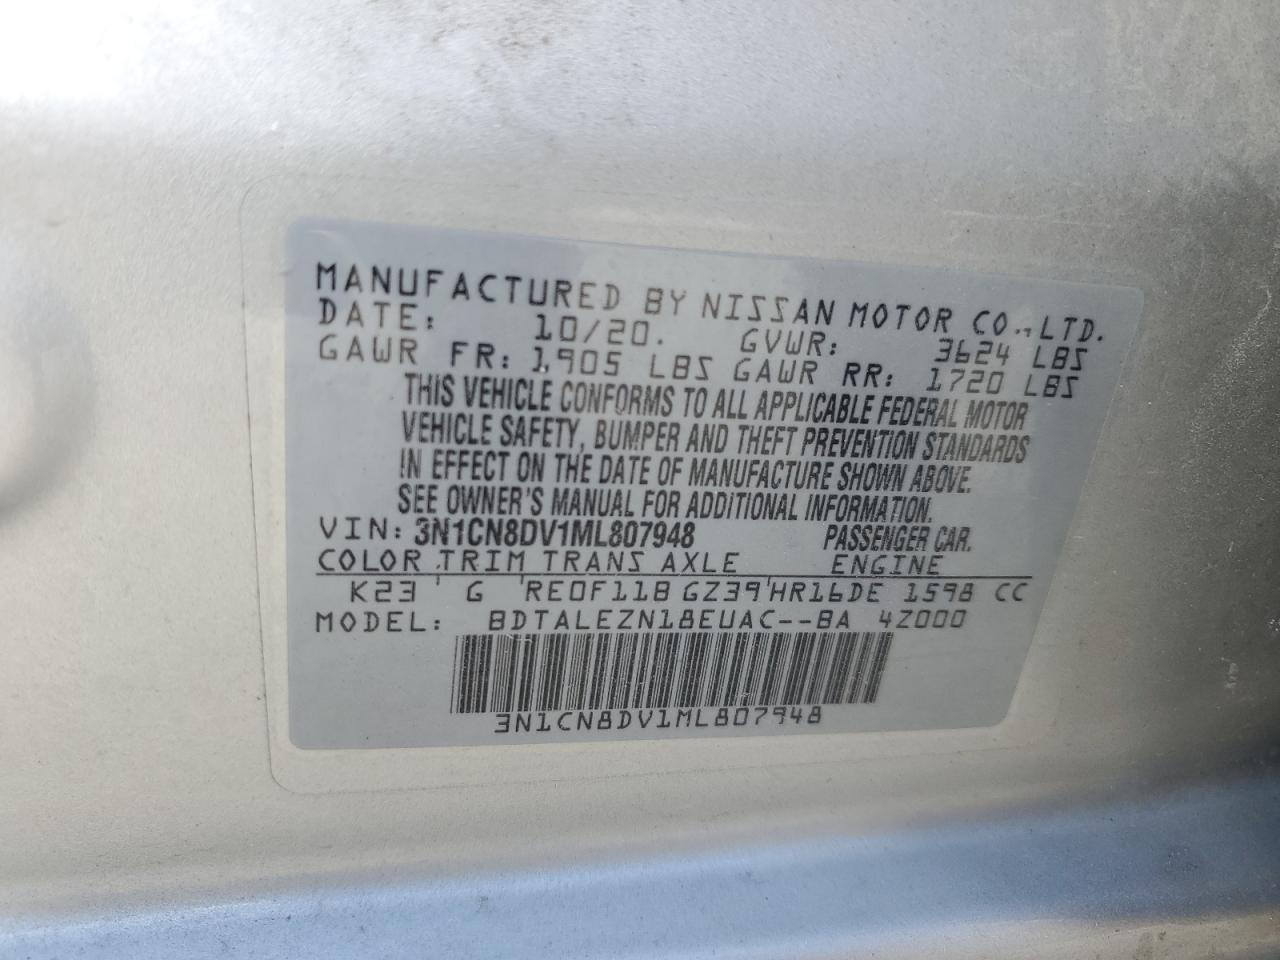 MANUFACTURED BY NISSAN MOTOR CO., LTD.
DATE: 10/20. GVWR: 3624 LBS
GAWR FR: 1,905 LBS GAWR RR: 1720 LBS
THIS VEHICLE CONFORMS TO ALL APPLICABLE FEDERAL MOTOR
VEHICLE SAFETY, BUMPER AND THEFT PREVENTION STANDARDS
IN EFFECT ON THE DATE OF MANUFACTURE SHOWN ABOVE.
SEE OWNER'S MANUAL FOR ADDITIONAL INFORMATION.
VIN: 3N1CN8DV1ML807948 PASSENGER CAR.
COLOR TRIM TRANS AXLE ENGINE
K23 G RE0F11B GZ39 HR16DE 1598 CC
MODEL: BDTALEZN18EUAC--BA 4Z000
3N1CN8DV1ML807948